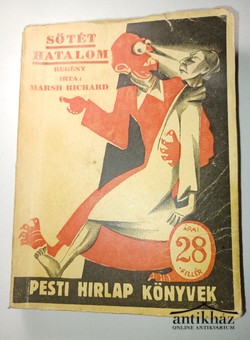 SÖTÉT
HATALOM
REGÉNY
IRTA:
MARSH RICHARD
ÁRA:
28
FILLÉR
PESTI HIRLAP KÖNYVEK
antikház
ONLINE ANTIKVÁRIUM